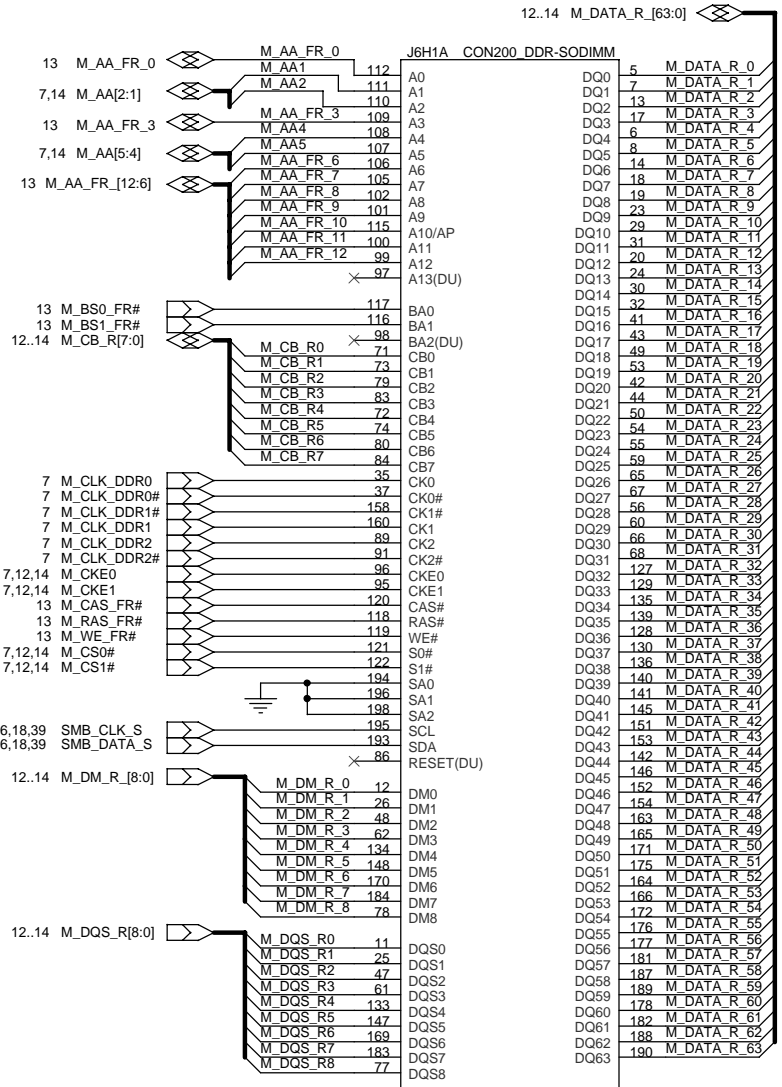 12..14 M_DATA_R_[63:0]
J6H1A CON200_DDR-SODIMM
13 M_AA_FR_0
7,14 M_AA[2:1]
13 M_AA_FR_3
7,14 M_AA[5:4]
13 M_AA_FR_[12:6]
13 M_BS0_FR#
13 M_BS1_FR#
12..14 M_CB_R[7:0]
7 M_CLK_DDR0
7 M_CLK_DDR0#
7 M_CLK_DDR1#
7 M_CLK_DDR1
7 M_CLK_DDR2
7 M_CLK_DDR2#
7,12,14 M_CKE0
7,12,14 M_CKE1
13 M_CAS_FR#
13 M_RAS_FR#
13 M_WE_FR#
7,12,14 M_CS0#
7,12,14 M_CS1#
6,18,39 SMB_CLK_S
6,18,39 SMB_DATA_S
12..14 M_DM_R_[8:0]
12..14 M_DQS_R[8:0]
M_AA_FR_0 112 A0
M_AA1 111 A1
M_AA2 110 A2
M_AA_FR_3 109 A3
M_AA4 108 A4
M_AA5 107 A5
M_AA_FR_6 106 A6
M_AA_FR_7 105 A7
M_AA_FR_8 102 A8
M_AA_FR_9 101 A9
M_AA_FR_10 115 A10/AP
M_AA_FR_11 100 A11
M_AA_FR_12 99 A12
97 A13(DU)
117 BA0
116 BA1
98 BA2(DU)
M_CB_R0 71 CB0
M_CB_R1 73 CB1
M_CB_R2 79 CB2
M_CB_R3 83 CB3
M_CB_R4 72 CB4
M_CB_R5 74 CB5
M_CB_R6 80 CB6
M_CB_R7 84 CB7
35 CK0
37 CK0#
158 CK1#
160 CK1
89 CK2
91 CK2#
96 CKE0
95 CKE1
120 CAS#
118 RAS#
119 WE#
121 S0#
122 S1#
194 SA0
196 SA1
198 SA2
195 SCL
193 SDA
86 RESET(DU)
M_DM_R_0 12 DM0
M_DM_R_1 26 DM1
M_DM_R_2 48 DM2
M_DM_R_3 62 DM3
M_DM_R_4 134 DM4
M_DM_R_5 148 DM5
M_DM_R_6 170 DM6
M_DM_R_7 184 DM7
M_DM_R_8 78 DM8
M_DQS_R0 11 DQS0
M_DQS_R1 25 DQS1
M_DQS_R2 47 DQS2
M_DQS_R3 61 DQS3
M_DQS_R4 133 DQS4
M_DQS_R5 147 DQS5
M_DQS_R6 169 DQS6
M_DQS_R7 183 DQS7
M_DQS_R8 77 DQS8
DQ0 5 M_DATA_R_0
DQ1 7 M_DATA_R_1
DQ2 13 M_DATA_R_2
DQ3 17 M_DATA_R_3
DQ4 6 M_DATA_R_4
DQ5 8 M_DATA_R_5
DQ6 14 M_DATA_R_6
DQ7 18 M_DATA_R_7
DQ8 19 M_DATA_R_8
DQ9 23 M_DATA_R_9
DQ10 29 M_DATA_R_10
DQ11 31 M_DATA_R_11
DQ12 20 M_DATA_R_12
DQ13 24 M_DATA_R_13
DQ14 30 M_DATA_R_14
DQ15 32 M_DATA_R_15
DQ16 41 M_DATA_R_16
DQ17 43 M_DATA_R_17
DQ18 49 M_DATA_R_18
DQ19 53 M_DATA_R_19
DQ20 42 M_DATA_R_20
DQ21 44 M_DATA_R_21
DQ22 50 M_DATA_R_22
DQ23 54 M_DATA_R_23
DQ24 55 M_DATA_R_24
DQ25 59 M_DATA_R_25
DQ26 65 M_DATA_R_26
DQ27 67 M_DATA_R_27
DQ28 56 M_DATA_R_28
DQ29 60 M_DATA_R_29
DQ30 66 M_DATA_R_30
DQ31 68 M_DATA_R_31
DQ32 127 M_DATA_R_32
DQ33 129 M_DATA_R_33
DQ34 135 M_DATA_R_34
DQ35 139 M_DATA_R_35
DQ36 128 M_DATA_R_36
DQ37 130 M_DATA_R_37
DQ38 136 M_DATA_R_38
DQ39 140 M_DATA_R_39
DQ40 141 M_DATA_R_40
DQ41 145 M_DATA_R_41
DQ42 151 M_DATA_R_42
DQ43 153 M_DATA_R_43
DQ44 142 M_DATA_R_44
DQ45 146 M_DATA_R_45
DQ46 152 M_DATA_R_46
DQ47 154 M_DATA_R_47
DQ48 163 M_DATA_R_48
DQ49 165 M_DATA_R_49
DQ50 171 M_DATA_R_50
DQ51 175 M_DATA_R_51
DQ52 164 M_DATA_R_52
DQ53 166 M_DATA_R_53
DQ54 172 M_DATA_R_54
DQ55 176 M_DATA_R_55
DQ56 177 M_DATA_R_56
DQ57 181 M_DATA_R_57
DQ58 187 M_DATA_R_58
DQ59 189 M_DATA_R_59
DQ60 178 M_DATA_R_60
DQ61 182 M_DATA_R_61
DQ62 188 M_DATA_R_62
DQ63 190 M_DATA_R_63